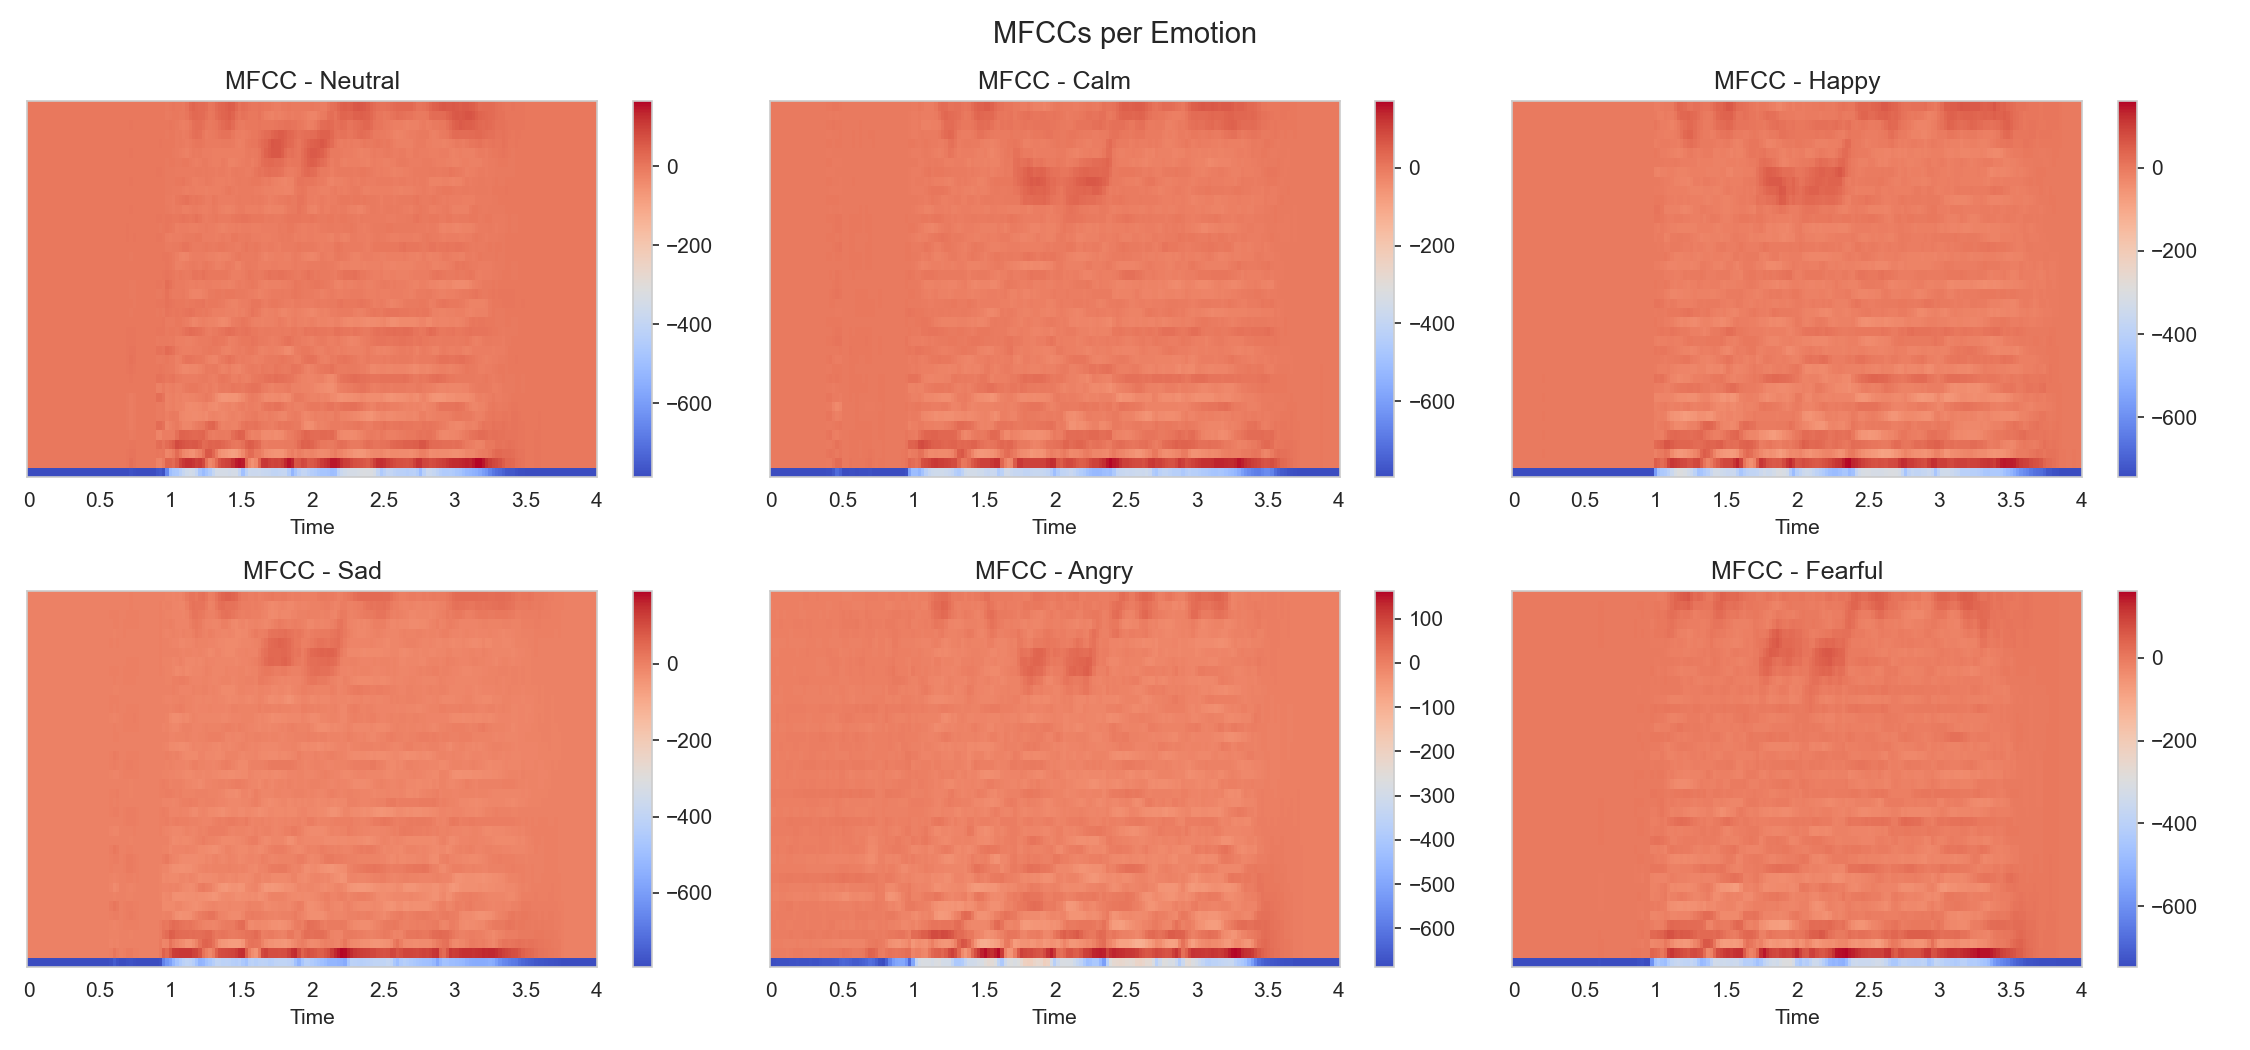 MFCCs per Emotion
MFCC - Neutral
0
−200
−400
−600
0 0.5 1 1.5 2 2.5 3 3.5 4
Time
MFCC - Calm
0
−200
−400
−600
0 0.5 1 1.5 2 2.5 3 3.5 4
Time
MFCC - Happy
0
−200
−400
−600
0 0.5 1 1.5 2 2.5 3 3.5 4
Time
MFCC - Sad
0
−200
−400
−600
0 0.5 1 1.5 2 2.5 3 3.5 4
Time
MFCC - Angry
100
0
−100
−200
−300
−400
−500
−600
0 0.5 1 1.5 2 2.5 3 3.5 4
Time
MFCC - Fearful
0
−200
−400
−600
0 0.5 1 1.5 2 2.5 3 3.5 4
Time